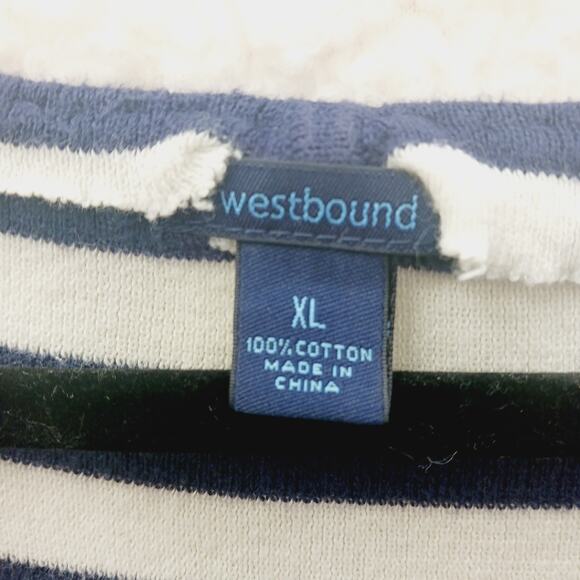 westbound
XL
100% COTTON
MADE IN
CHINA